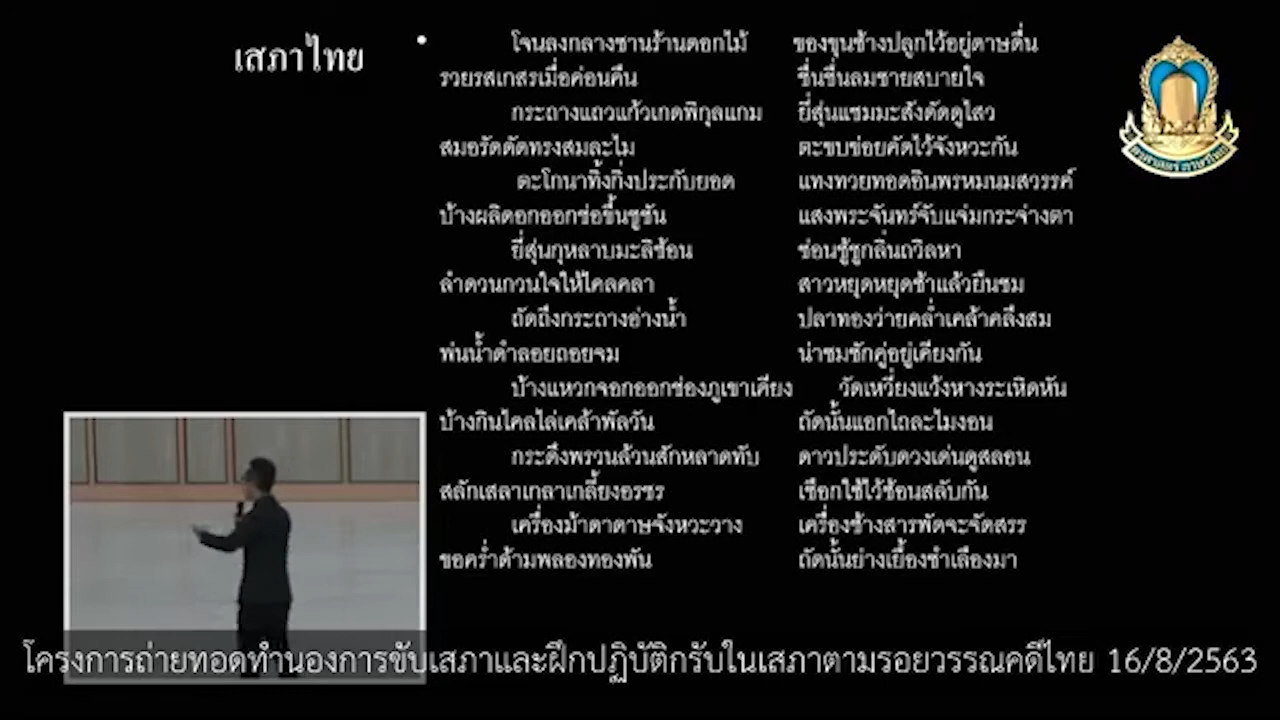 เสภาไทย
• โจนลงกลางชานร้านดอกไม้ ของขุนช้างปลูกไว้อยู่ดาษดื่น
รวยรสเกสรเมื่อค่อนคืน ชื่นชื่นลมชายสบายใจ
กระถางแถวแก้วเกดพิกุลแกม ยี่สุ่นแซมมะสังดัดดูไสว
สมอรัดดัดทรงสมละไม ตะขบข่อยคัดไว้จังหวะกัน
ตะโกนาทิ้งกิ่งประกับยอด แทงทวยทอดอินพรหมนมสวรรค์
บ้างผลิดอกออกช่อขึ้นชูชัน แสงพระจันทร์จับแจ่มกระจ่างตา
ยี่สุ่นกุหลาบมะลิซ้อน ซ่อนชู้ชูกลิ่นถวิลหา
ลำดวนกวนใจให้ไคลคลา สาวหยุดหยุดช้าแล้วยืนชม
ถัดถึงกระถางอ่างน้ำ ปลาทองว่ายคล่ำเคล้าคลึงสม
พ่นน้ำดำลอยถอยจม น่าชมชักคู่อยู่เคียงกัน
บ้างแหวกจอกออกช่องภูเขาเคียง วัดเหวี่ยงแว้งหางระเหิดหัน
บ้างกินไคลไล่เคล้าพัลวัน ถัดนั้นแอกไถละไมงอน
กระดึงพรวนล้วนสักหลาดทับ ดาวประดับดวงเด่นดูสลอน
สลักเสลาเกลาเกลี้ยงอรชร เชือกใช้ไว้ซ้อนสลับกัน
เครื่องม้าดาดาษจังหวะวาง เครื่องช้างสารพัดจะจัดสรร
ขอคร่ำด้ามพลองทองพัน ถัดนั้นย่างเยื้องชำเลืองมา
โครงการถ่ายทอดทำนองการขับเสภาและฝึกปฏิบัติกรับในเสภาตามรอยวรรณคดีไทย 16/8/2563